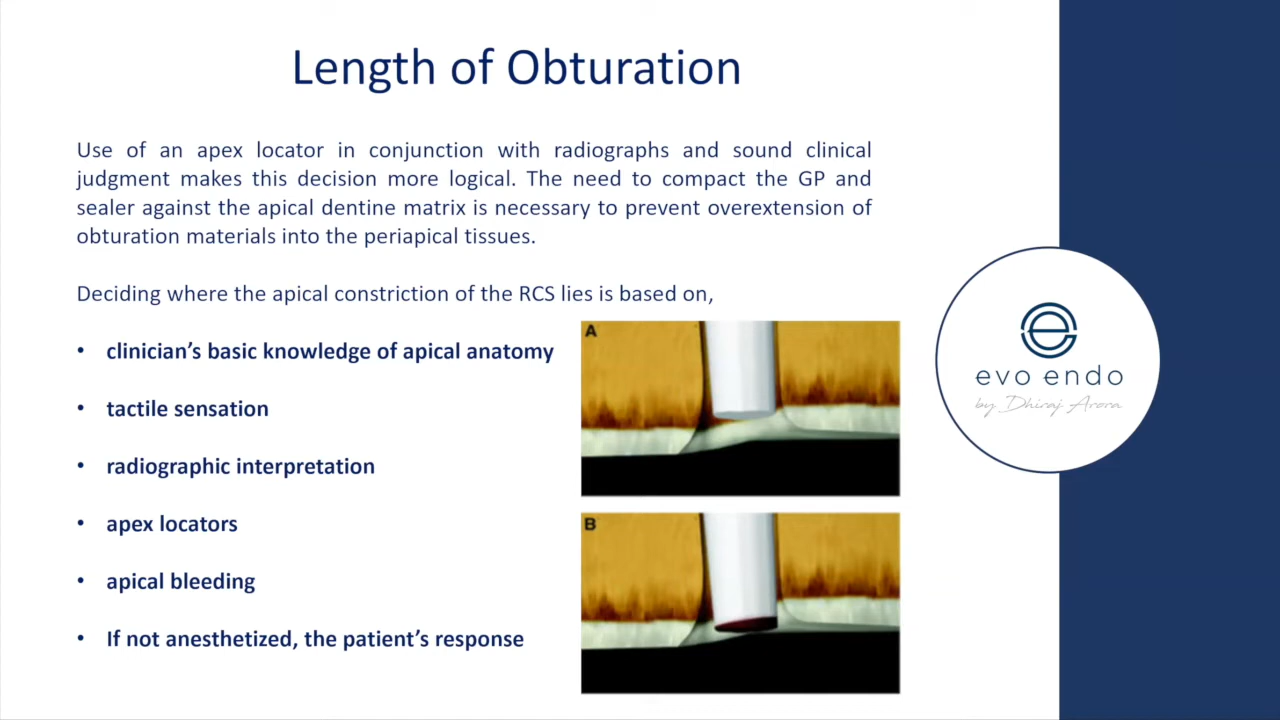 Length of Obturation
Use of an apex locator in conjunction with radiographs and sound clinical
judgment makes this decision more logical. The need to compact the GP and
sealer against the apical dentine matrix is necessary to prevent overextension of
obturation materials into the periapical tissues.
Deciding where the apical constriction of the RCS lies is based on,
• clinician’s basic knowledge of apical anatomy
• tactile sensation
• radiographic interpretation
• apex locators
• apical bleeding
• If not anesthetized, the patient’s response
A
B
evo endo
by Dhiraj Arora